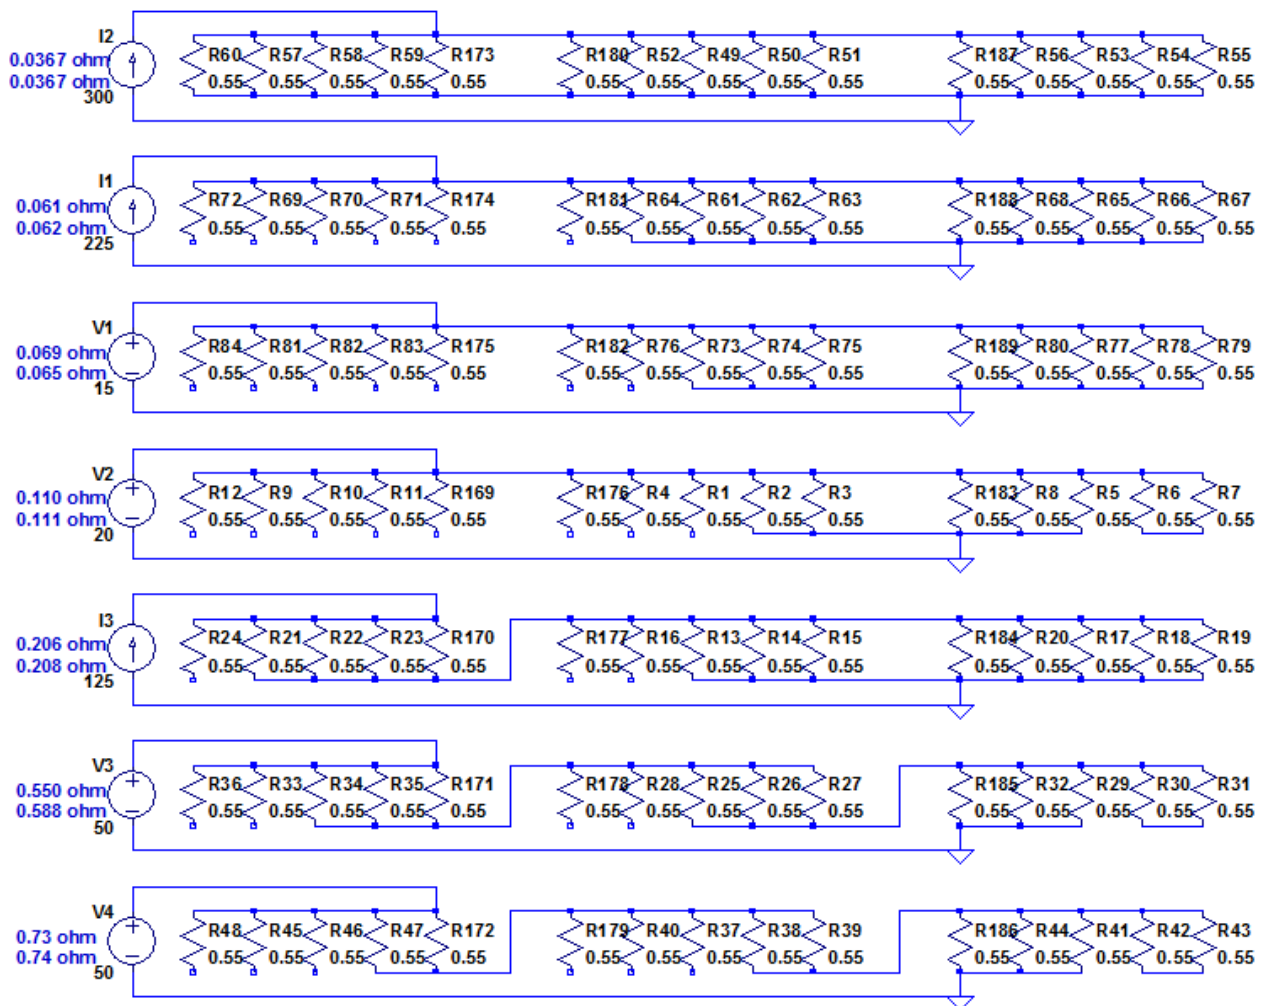 I2
R60 R57 R58 R59 R173 R180 R52 R49 R50 R51 R187 R56 R53 R54 R55
0.0367 ohm
0.0367 ohm
0.55 0.55 0.55 0.55 0.55 0.55 0.55 0.55 0.55 0.55 0.55 0.55 0.55 0.55 0.55
300
I1
R72 R69 R70 R71 R174 R181 R64 R61 R62 R63 R188 R68 R65 R66 R67
0.061 ohm
0.062 ohm
0.55 0.55 0.55 0.55 0.55 0.55 0.55 0.55 0.55 0.55 0.55 0.55 0.55 0.55 0.55
225
V1
R84 R81 R82 R83 R175 R182 R76 R73 R74 R75 R189 R80 R77 R78 R79
0.069 ohm
0.065 ohm
0.55 0.55 0.55 0.55 0.55 0.55 0.55 0.55 0.55 0.55 0.55 0.55 0.55 0.55 0.55
15
V2
R12 R9 R10 R11 R169 R176 R4 R1 R2 R3 R183 R8 R5 R6 R7
0.110 ohm
0.111 ohm
0.55 0.55 0.55 0.55 0.55 0.55 0.55 0.55 0.55 0.55 0.55 0.55 0.55 0.55 0.55
20
I3
R24 R21 R22 R23 R170 R177 R16 R13 R14 R15 R184 R20 R17 R18 R19
0.206 ohm
0.208 ohm
0.55 0.55 0.55 0.55 0.55 0.55 0.55 0.55 0.55 0.55 0.55 0.55 0.55 0.55 0.55
125
V3
R36 R33 R34 R35 R171 R178 R28 R25 R26 R27 R185 R32 R29 R30 R31
0.550 ohm
0.588 ohm
0.55 0.55 0.55 0.55 0.55 0.55 0.55 0.55 0.55 0.55 0.55 0.55 0.55 0.55 0.55
50
V4
R48 R45 R46 R47 R172 R179 R40 R37 R38 R39 R186 R44 R41 R42 R43
0.73 ohm
0.74 ohm
0.55 0.55 0.55 0.55 0.55 0.55 0.55 0.55 0.55 0.55 0.55 0.55 0.55 0.55 0.55
50